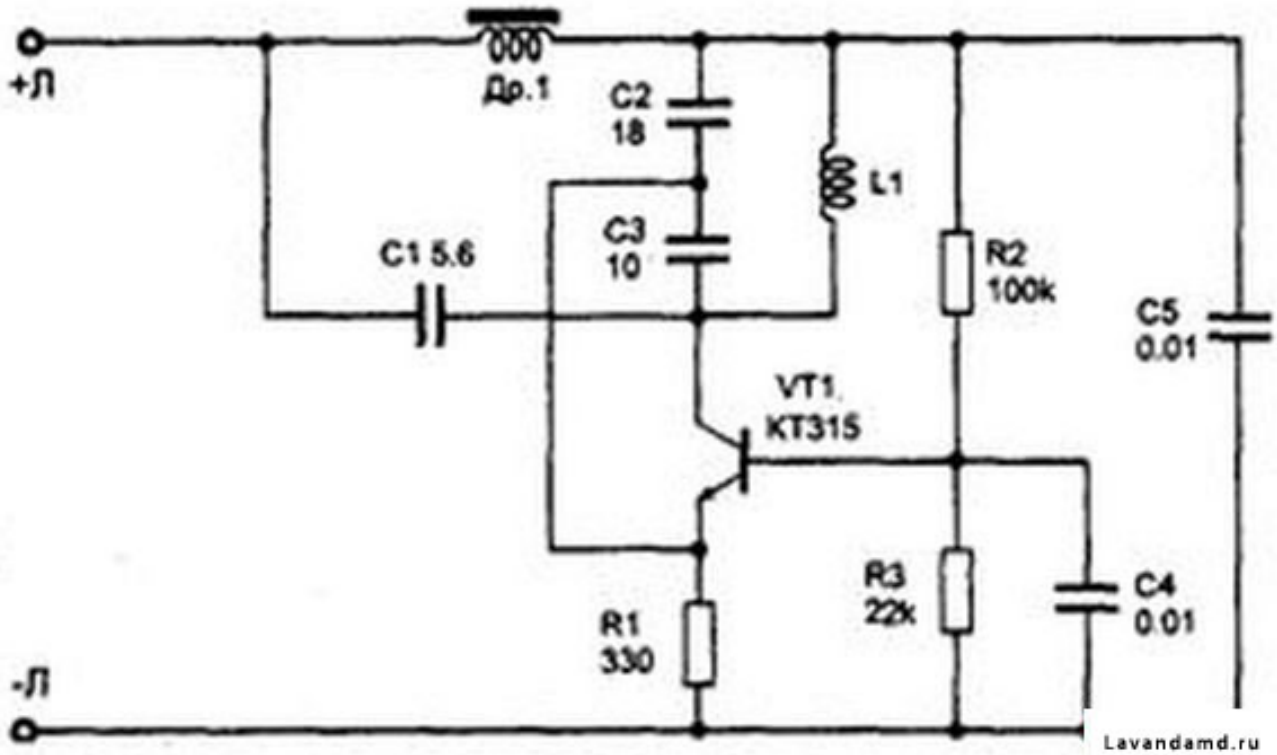 +Л
Др.1
C2
18
L1
C3
10
C1 5.6
R2
100k
C5
0.01
VT1.
KT315
R3
22k
C4
0.01
R1
330
-Л
Lavandamd.ru